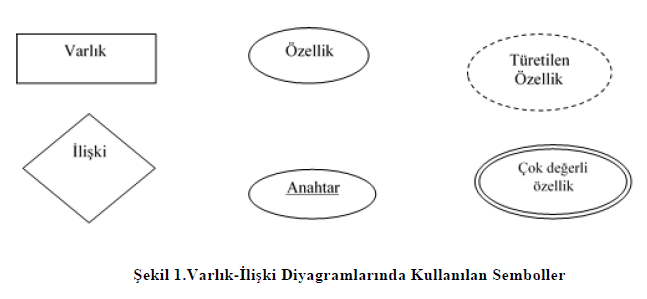 Varlık
Özellik
Türetilen
Özellik
İlişki
Anahtar
Çok değerli
özellik
Şekil 1.Varlık-İlişki Diyagramlarında Kullanılan Semboller